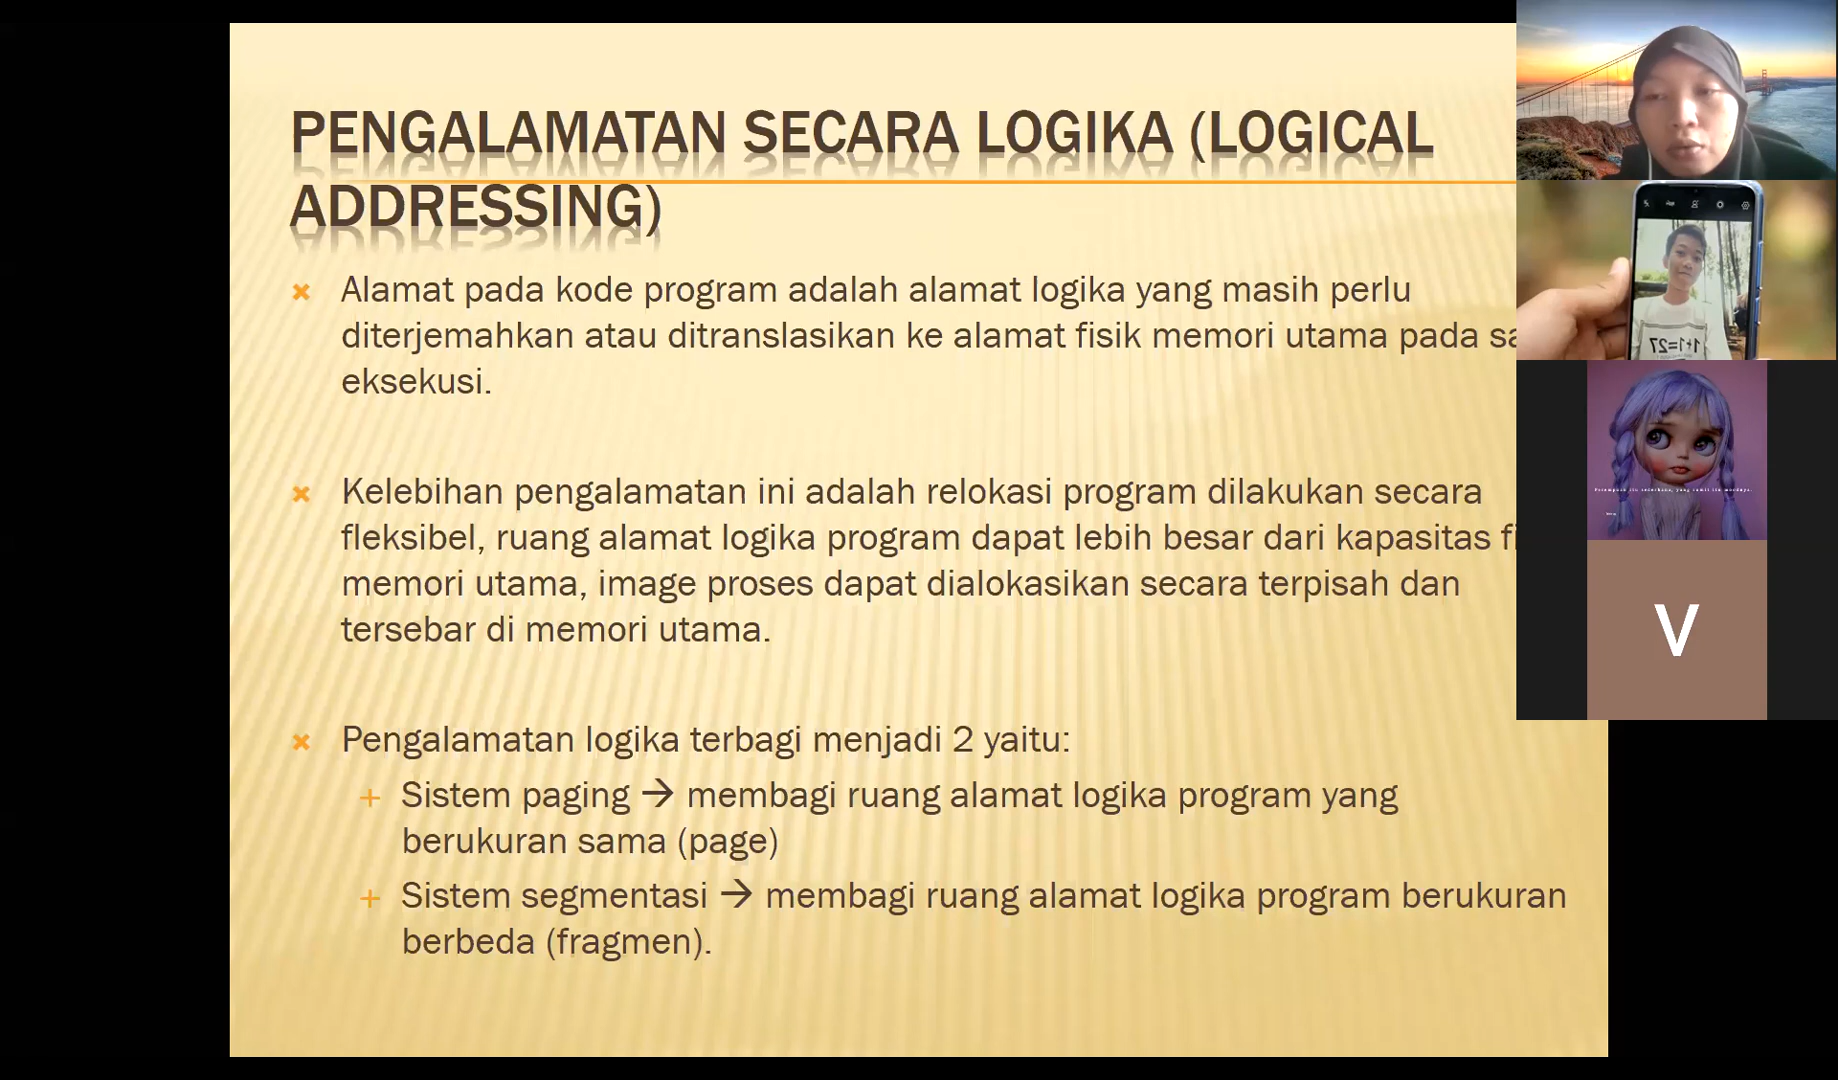 PENGALAMATAN SECARA LOGIKA (LOGICAL
ADDRESSING)
Alamat pada kode program adalah alamat logika yang masih perlu
diterjemahkan atau ditranslasikan ke alamat fisik memori utama pada
eksekusi.
Kelebihan pengalamatan ini adalah relokasi program dilakukan secara
fleksibel, ruang alamat logika program dapat lebih besar dari kapasitas
memori utama, image proses dapat dialokasikan secara terpisah dan
tersebar di memori utama.
Pengalamatan logika terbagi menjadi 2 yaitu:
Sistem paging → membagi ruang alamat logika program yang
berukuran sama (page)
Sistem segmentasi → membagi ruang alamat logika program berukuran
berbeda (fragmen).
1+1=27
V